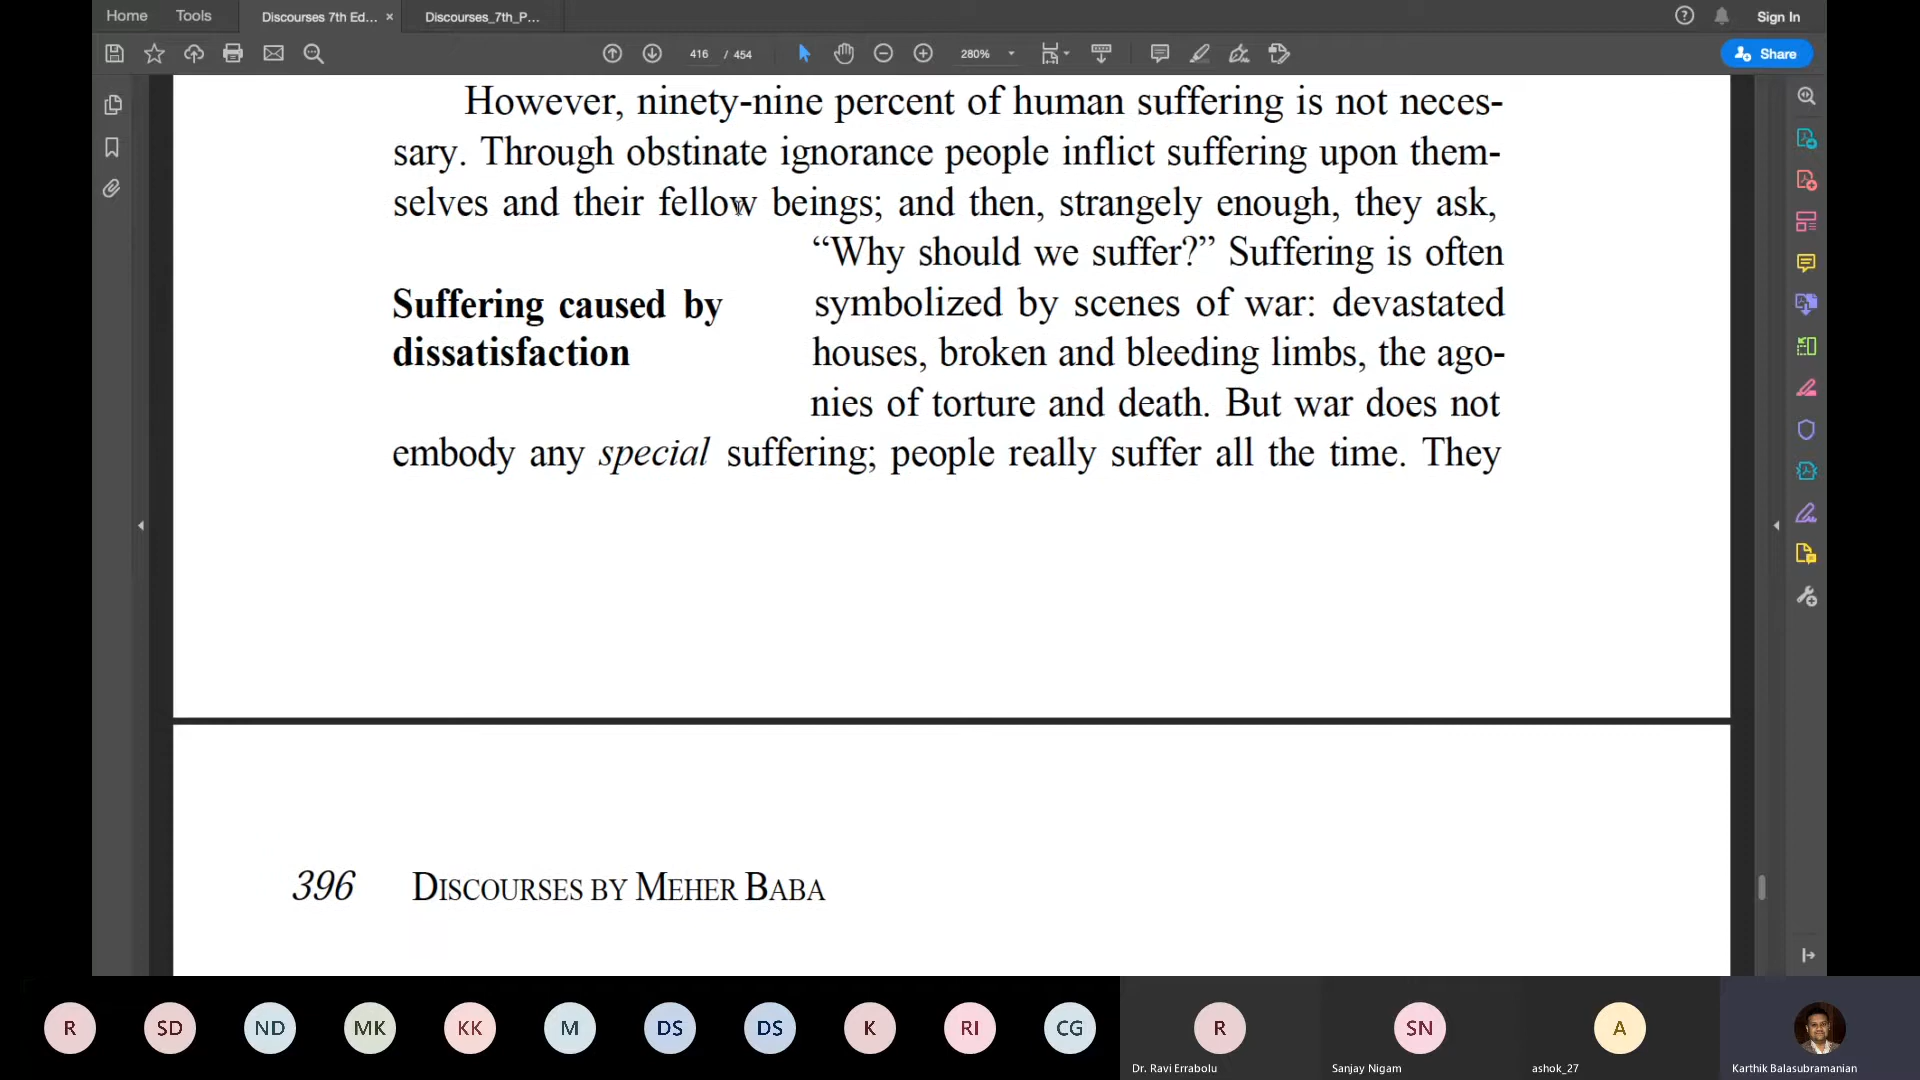 Home Tools Discourses 7th Ed... × Discourses_7th_P... Sign In
416 / 454 280% Share
However, ninety-nine percent of human suffering is not neces-
sary. Through obstinate ignorance people inflict suffering upon them-
selves and their fellow beings; and then, strangely enough, they ask,
“Why should we suffer?” Suffering is often
Suffering caused by
dissatisfaction
symbolized by scenes of war: devastated
houses, broken and bleeding limbs, the ago-
nies of torture and death. But war does not
embody any special suffering; people really suffer all the time. They
396 DISCOURSES BY MEHER BABA
R SD ND MK KK M DS DS K RI CG R SN A
Dr. Ravi Errabolu Sanjay Nigam ashok_27 Karthik Balasubramanian